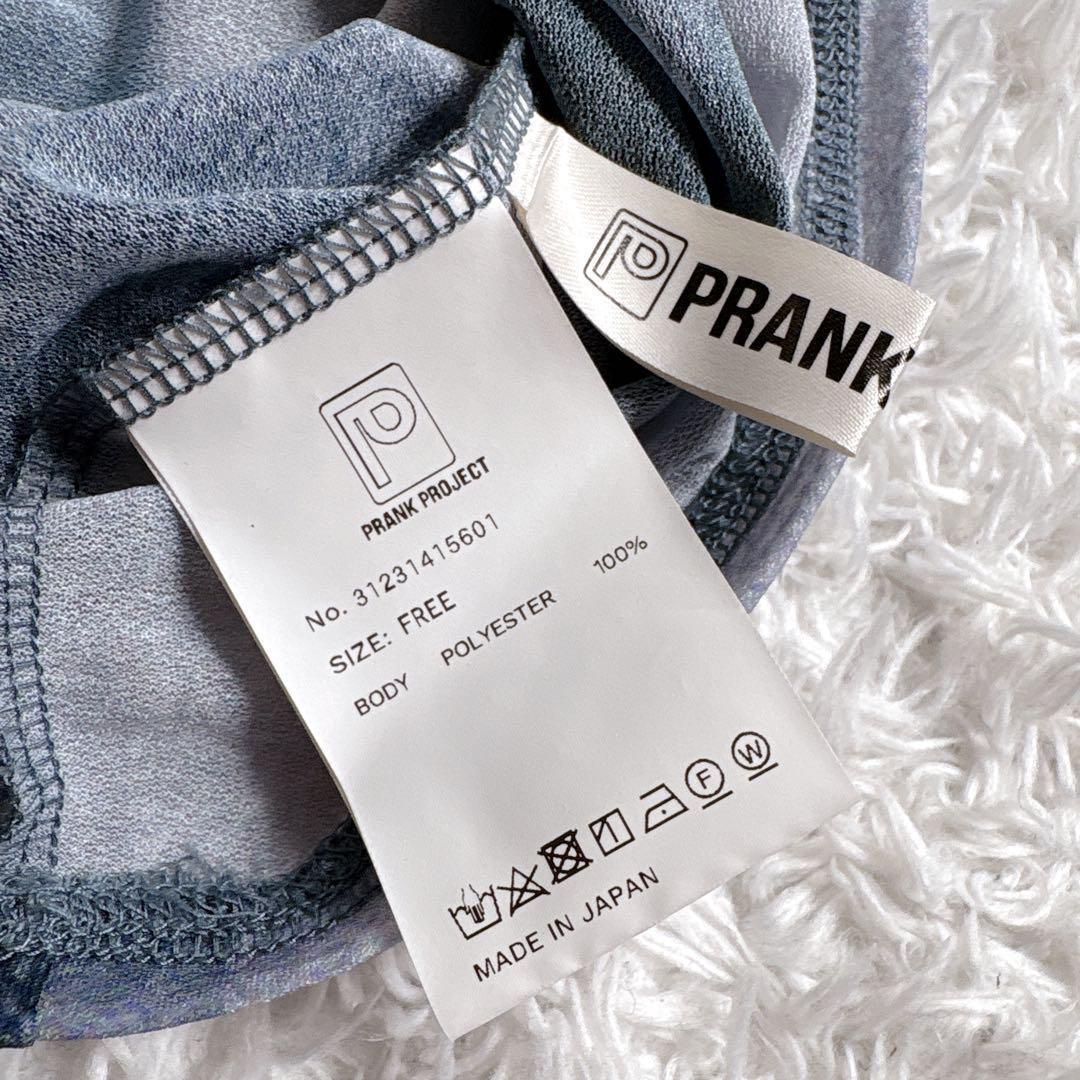 PRANK
PRANK PROJECT
No. 31231415601
SIZE: FREE
BODY POLYESTER 100%
F W
MADE IN JAPAN